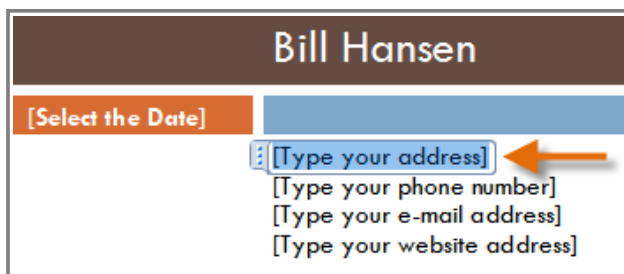 Bill Hansen
[Select the Date]
[Type your address]
[Type your phone number]
[Type your e-mail address]
[Type your website address]